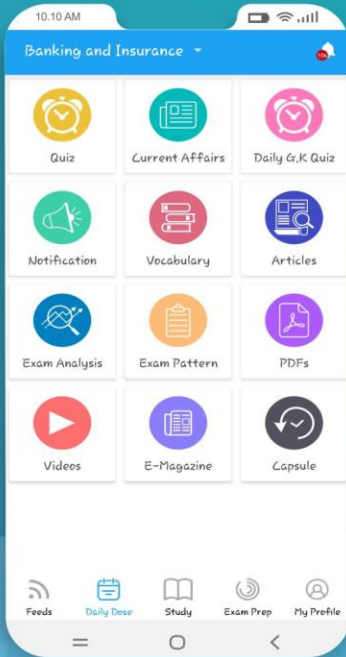 10.10 AM
Banking and Insurance
Quiz
Current Affairs
Daily G.K Quiz
Notification
Vocabulary
Articles
Exam Analysis
Exam Pattern
PDFs
Videos
E-Magazine
Capsule
Feeds
Daily Dose
Study
Exam Prep
My Profile